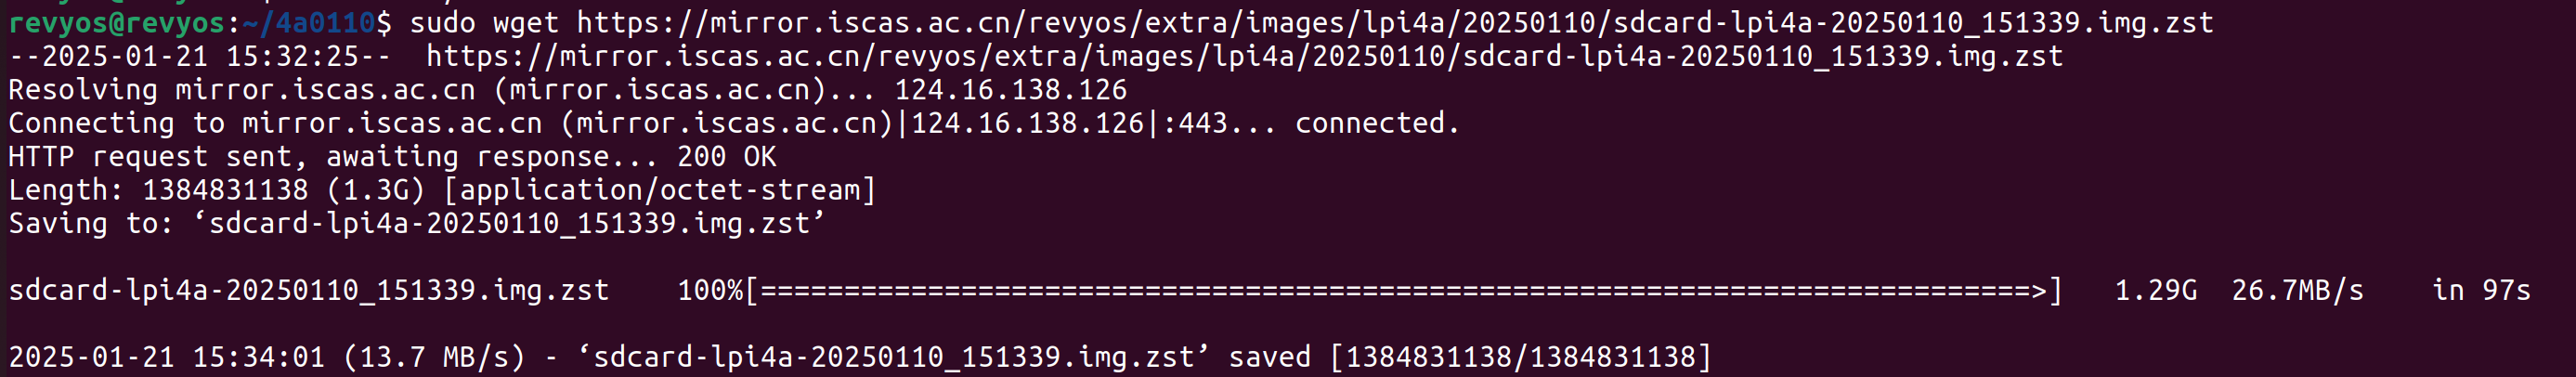 revyos@revyos:~/4a0110$ sudo wget https://mirror.iscas.ac.cn/revyos/extra/images/lpi4a/20250110/sdcard-lpi4a-20250110_151339.img.zst
--2025-01-21 15:32:25--  https://mirror.iscas.ac.cn/revyos/extra/images/lpi4a/20250110/sdcard-lpi4a-20250110_151339.img.zst
Resolving mirror.iscas.ac.cn (mirror.iscas.ac.cn)... 124.16.138.126
Connecting to mirror.iscas.ac.cn (mirror.iscas.ac.cn)|124.16.138.126|:443... connected.
HTTP request sent, awaiting response... 200 OK
Length: 1384831138 (1.3G) [application/octet-stream]
Saving to: ‘sdcard-lpi4a-20250110_151339.img.zst’
sdcard-lpi4a-20250110_151339.img.zst    100%[============================================================================>]   1.29G  26.7MB/s    in 97s
2025-01-21 15:34:01 (13.7 MB/s) - ‘sdcard-lpi4a-20250110_151339.img.zst’ saved [1384831138/1384831138]